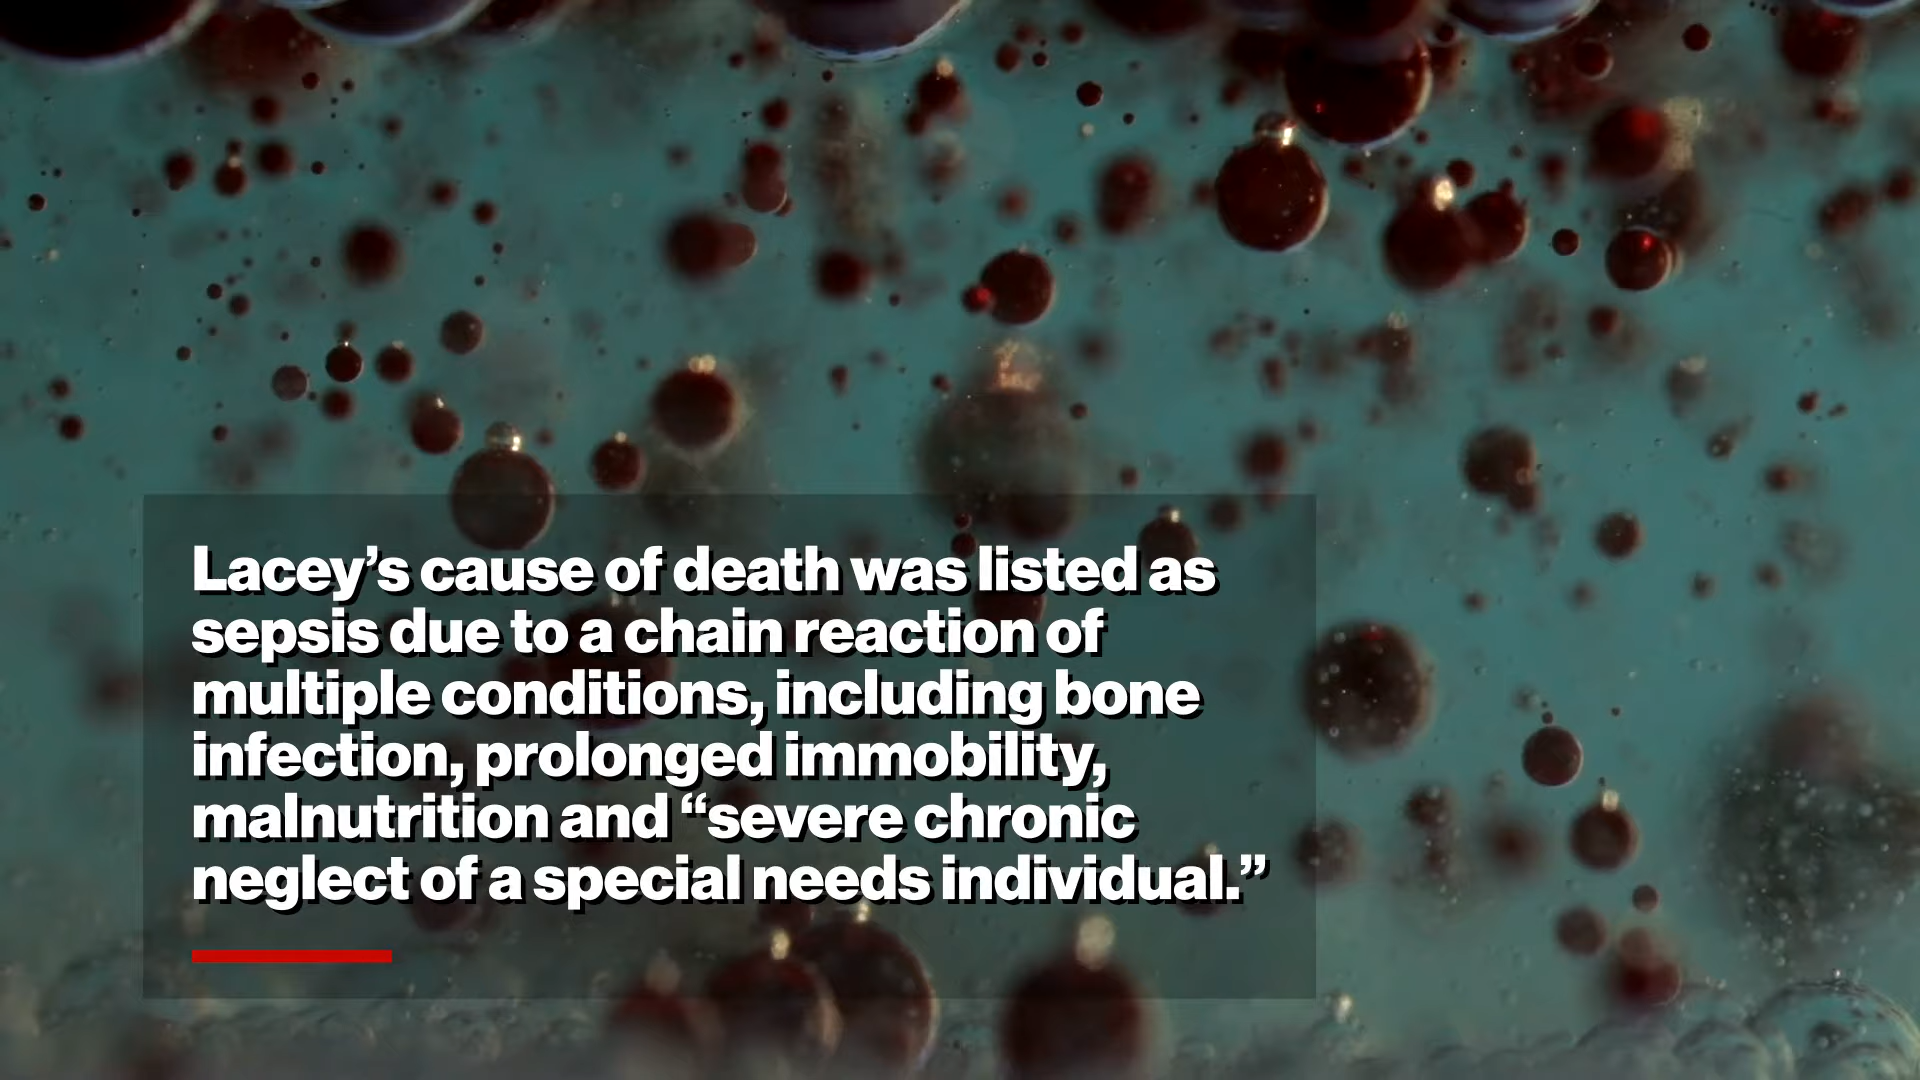 Lacey’s cause of death was listed as
sepsis due to a chain reaction of
multiple conditions, including bone
infection, prolonged immobility,
malnutrition and “severe chronic
neglect of a special needs individual.”